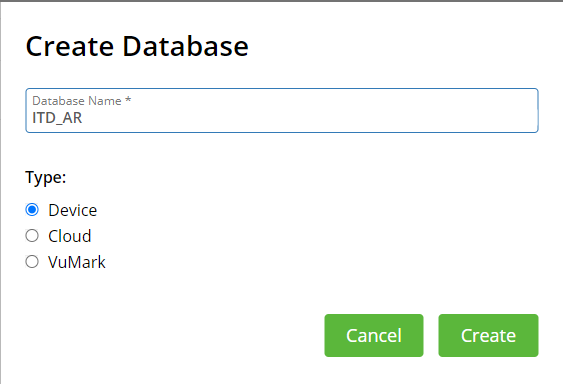 Create Database
Database Name *
ITD_AR
Type:
Device
Cloud
VuMark
Cancel Create